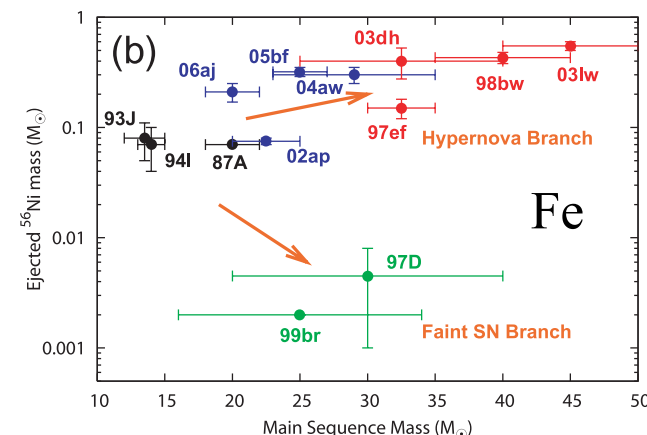 1
(b)
03dh
05bf
06aj
04aw
98bw
03lw
93J
0.1
97ef
94I
87A
02ap
Hypernova Branch
Ejected ⁵⁶Ni mass (M☉)
Fe
0.01
97D
99br
Faint SN Branch
0.001
10 15 20 25 30 35 40 45 50
Main Sequence Mass (M☉)